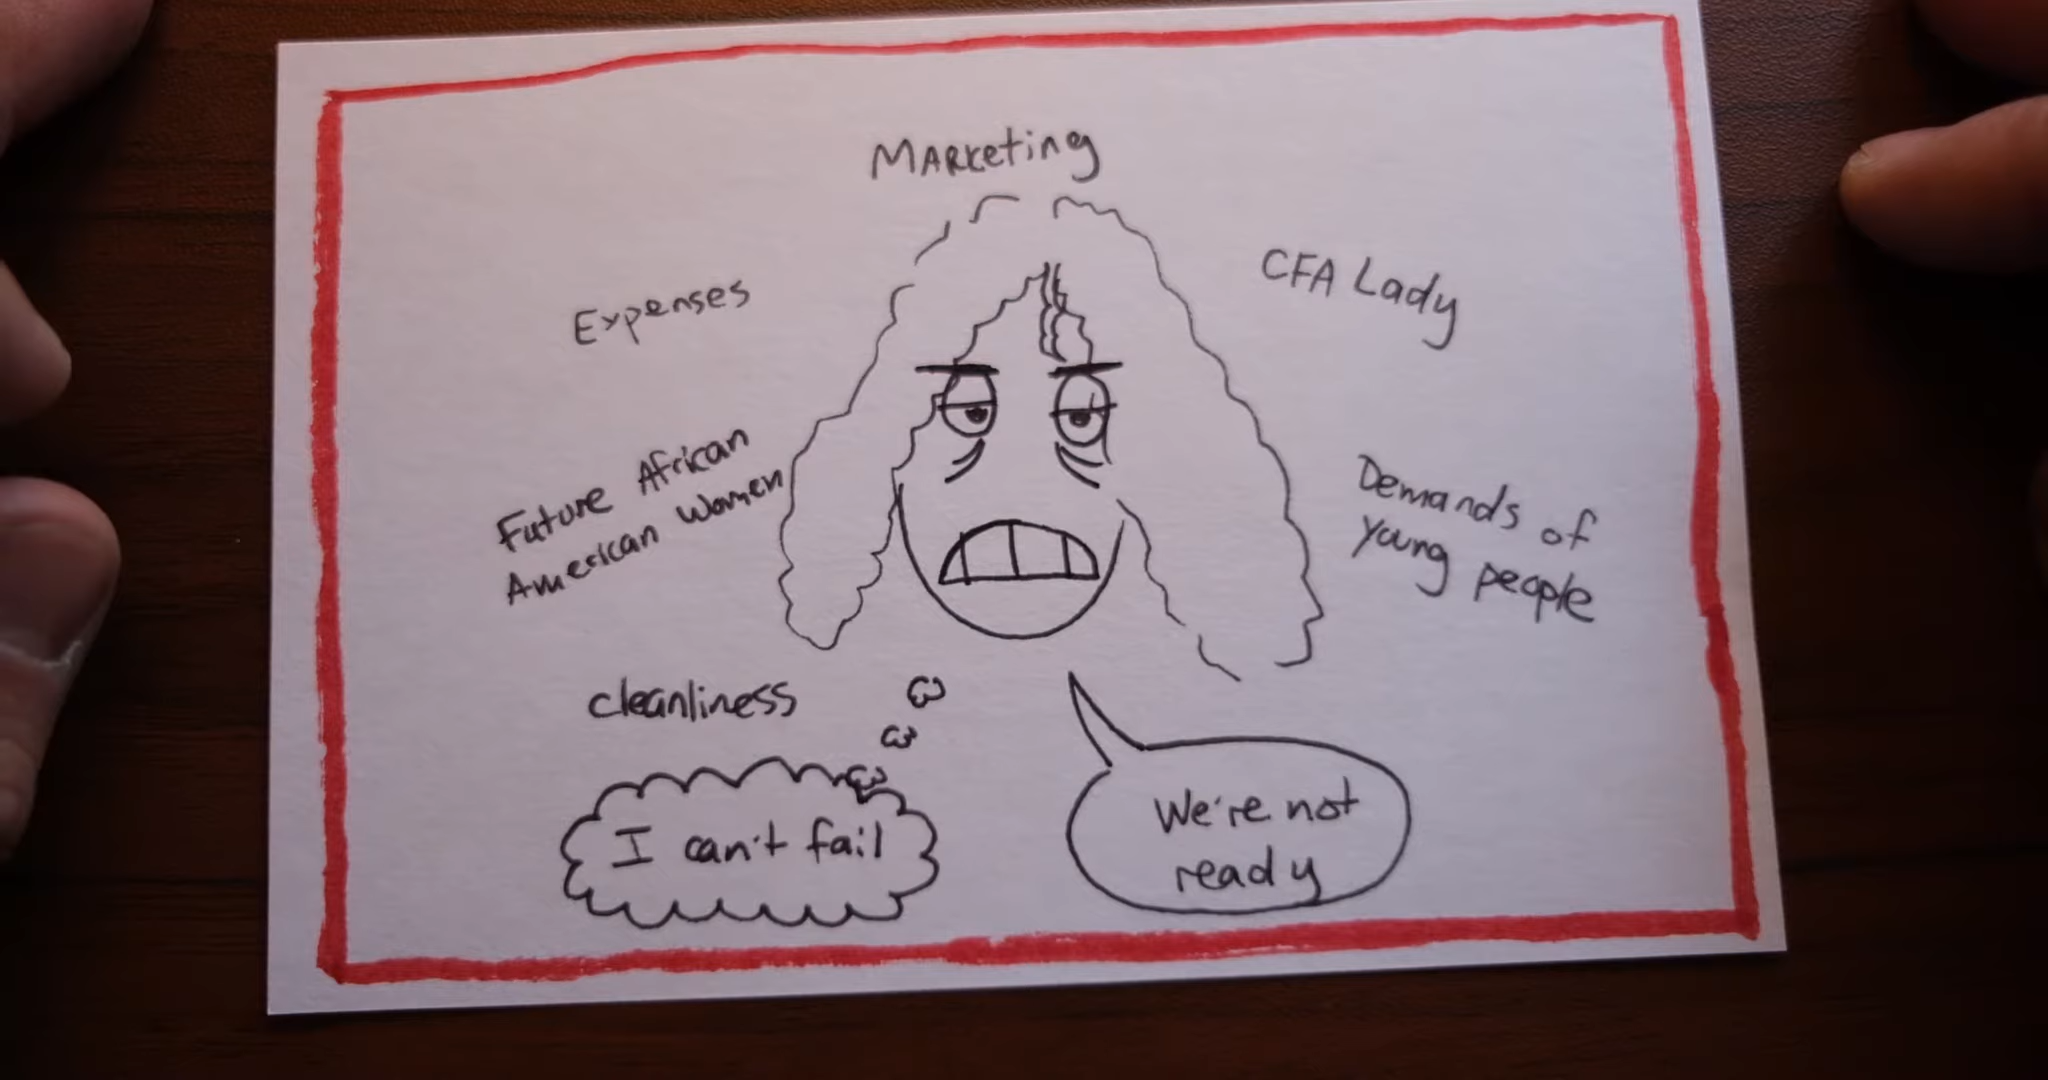 Marketing
Expenses
CFA Lady
Future African
American Women
Demands of
young people
cleanliness
I can't fail
We're not
ready